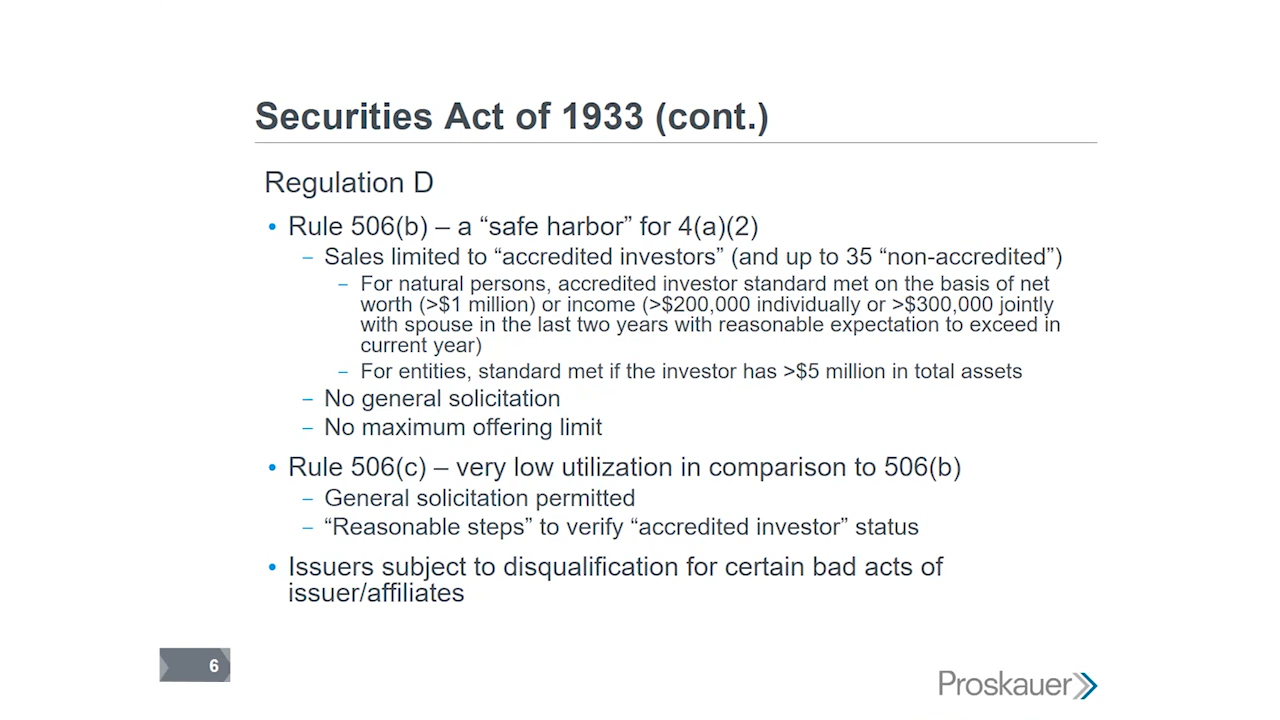 Securities Act of 1933 (cont.)
Regulation D
• Rule 506(b) – a “safe harbor” for 4(a)(2)
– Sales limited to “accredited investors” (and up to 35 “non-accredited”)
– For natural persons, accredited investor standard met on the basis of net
worth (>$1 million) or income (>$200,000 individually or >$300,000 jointly
with spouse in the last two years with reasonable expectation to exceed in
current year)
– For entities, standard met if the investor has >$5 million in total assets
– No general solicitation
– No maximum offering limit
• Rule 506(c) – very low utilization in comparison to 506(b)
– General solicitation permitted
– “Reasonable steps” to verify “accredited investor” status
• Issuers subject to disqualification for certain bad acts of
issuer/affiliates
6
Proskauer